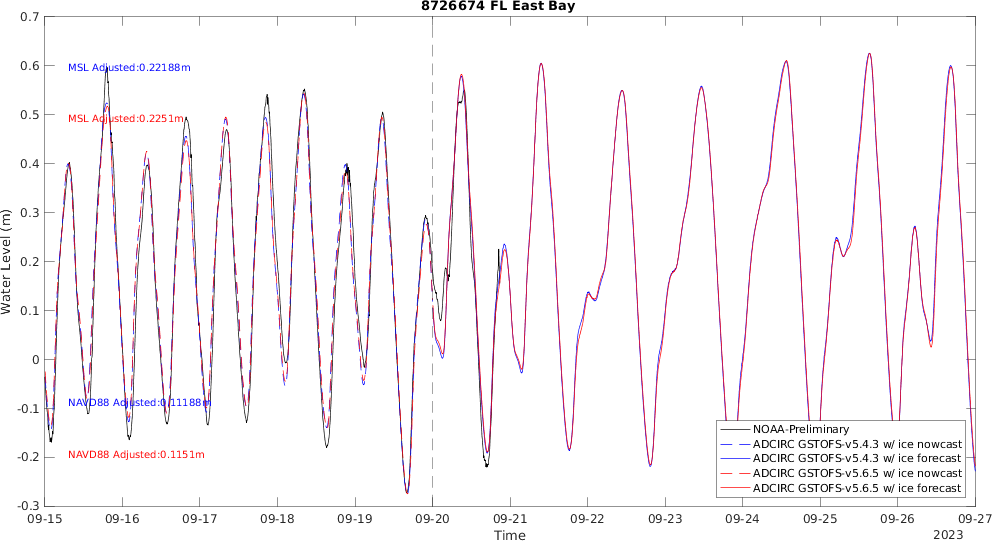 8726674 FL East Bay
0.7
0.6
0.5
0.4
0.3
0.2
0.1
0
-0.1
-0.2
-0.3
Water Level (m)
MSL Adjusted:0.22188m
MSL Adjusted:0.2251m
NAVD88 Adjusted:0.11188m
NAVD88 Adjusted:0.1151m
NOAA-Preliminary
ADCIRC GSTOFS-v5.4.3 w/ ice nowcast
ADCIRC GSTOFS-v5.4.3 w/ ice forecast
ADCIRC GSTOFS-v5.6.5 w/ ice nowcast
ADCIRC GSTOFS-v5.6.5 w/ ice forecast
09-15 09-16 09-17 09-18 09-19 09-20 09-21 09-22 09-23 09-24 09-25 09-26 09-27
Time
2023